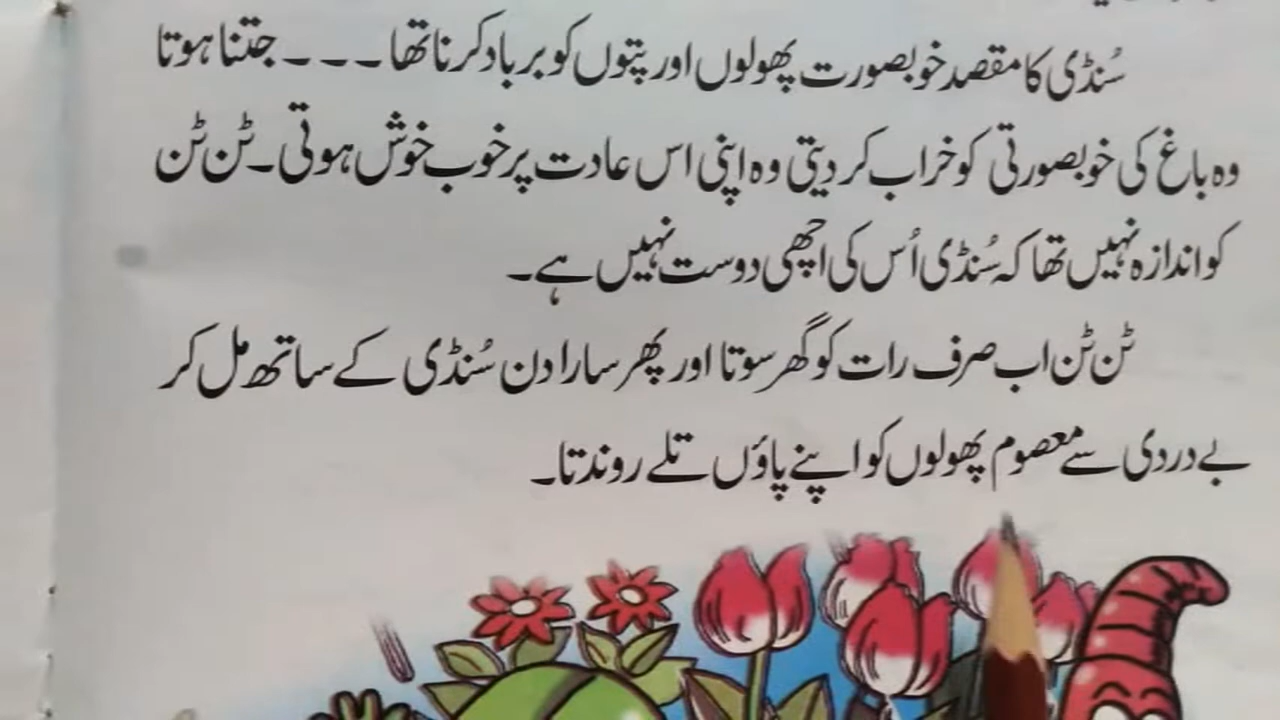 سُنڈی کا مقصد خوبصورت پھولوں اور پتوں کو برباد کرنا تھا ۔۔۔ جتنا ہوتا
وہ باغ کی خوبصورتی کو خراب کر دیتی وہ اپنی اس عادت پر خوب خوش ہوتی۔ ٹن ٹن
کو اندازہ نہیں تھا کہ سُنڈی اُس کی اچھی دوست نہیں ہے۔
ٹن ٹن اب صرف رات کو گھر سوتا اور پھر سارا دن سُنڈی کے ساتھ مل کر
بے دردی سے معصوم پھولوں کو اپنے پاؤں تلے روندتا۔